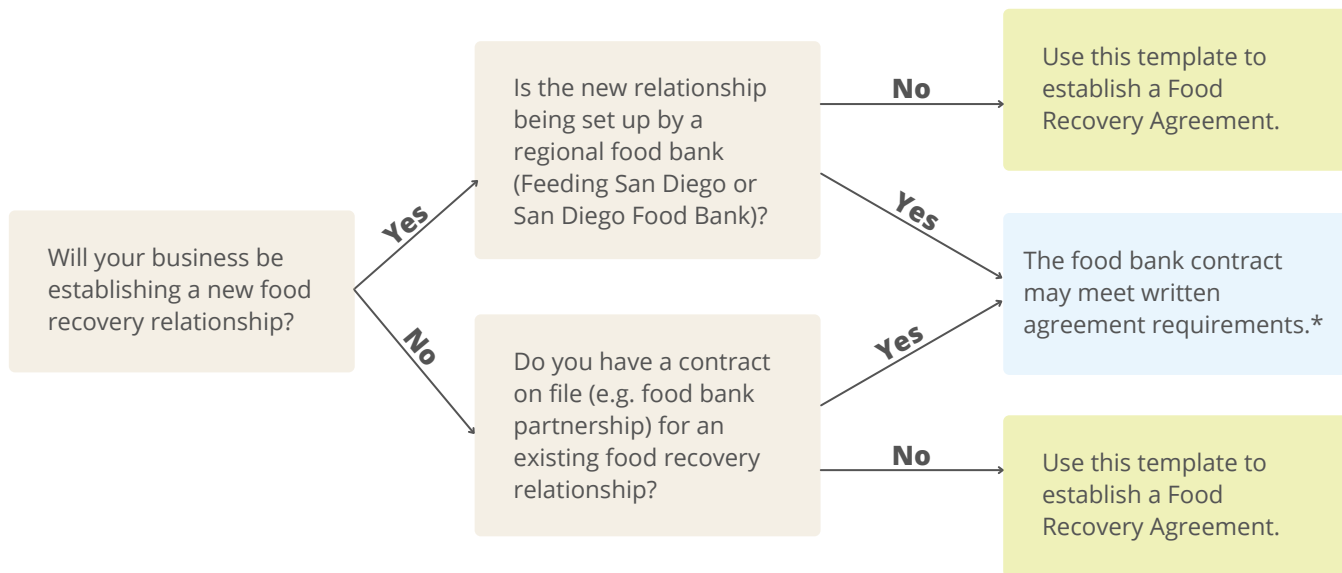 Will your business be
establishing a new food
recovery relationship?
Yes
No
Is the new relationship
being set up by a
regional food bank
(Feeding San Diego or
San Diego Food Bank)?
No
Yes
Do you have a contract
on file (e.g. food bank
partnership) for an
existing food recovery
relationship?
Yes
No
Use this template to
establish a Food
Recovery Agreement.
The food bank contract
may meet written
agreement requirements.*
Use this template to
establish a Food
Recovery Agreement.